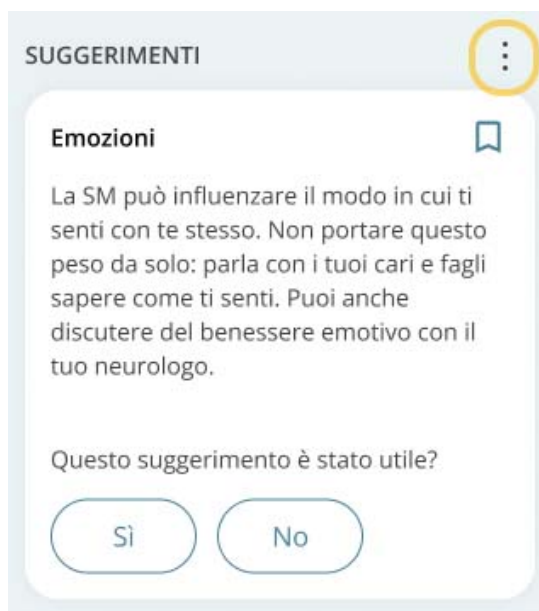 SUGGERIMENTI
Emozioni
La SM può influenzare il modo in cui ti
senti con te stesso. Non portare questo
peso da solo: parla con i tuoi cari e fagli
sapere come ti senti. Puoi anche
discutere del benessere emotivo con il
tuo neurologo.
Questo suggerimento è stato utile?
Sì No